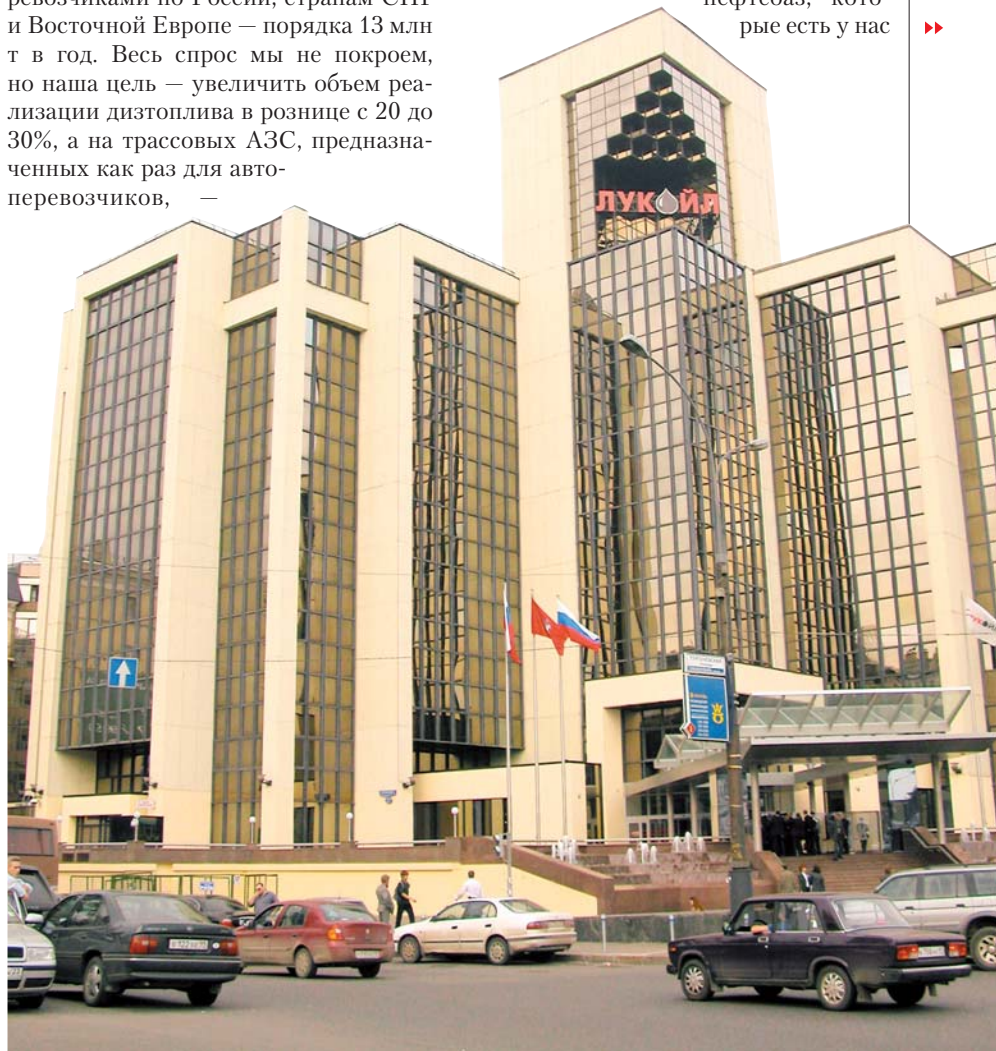 ревозчиками по России, странам СНГ
и Восточной Европе — порядка 13 млн
т в год. Весь спрос мы не покроем,
но наша цель — увеличить объем реа-
лизации дизтоплива в рознице с 20 до
30%, а на трассовых АЗС, предназна-
ченных как раз для авто-
перевозчиков, —
нефтебаз, кото-
рые есть у нас
ЛУКОЙЛ